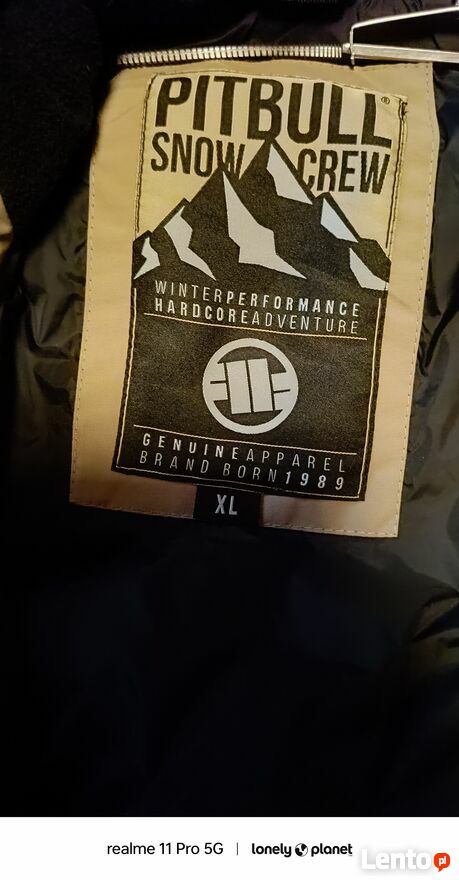 PITBULL®
SNOW CREW
WINTERPERFORMANCE
HARDCOREADVENTURE
GENUINEAPPAREL
BRAND BORN1989
XL
realme 11 Pro 5G | lonely planet
Lento pl